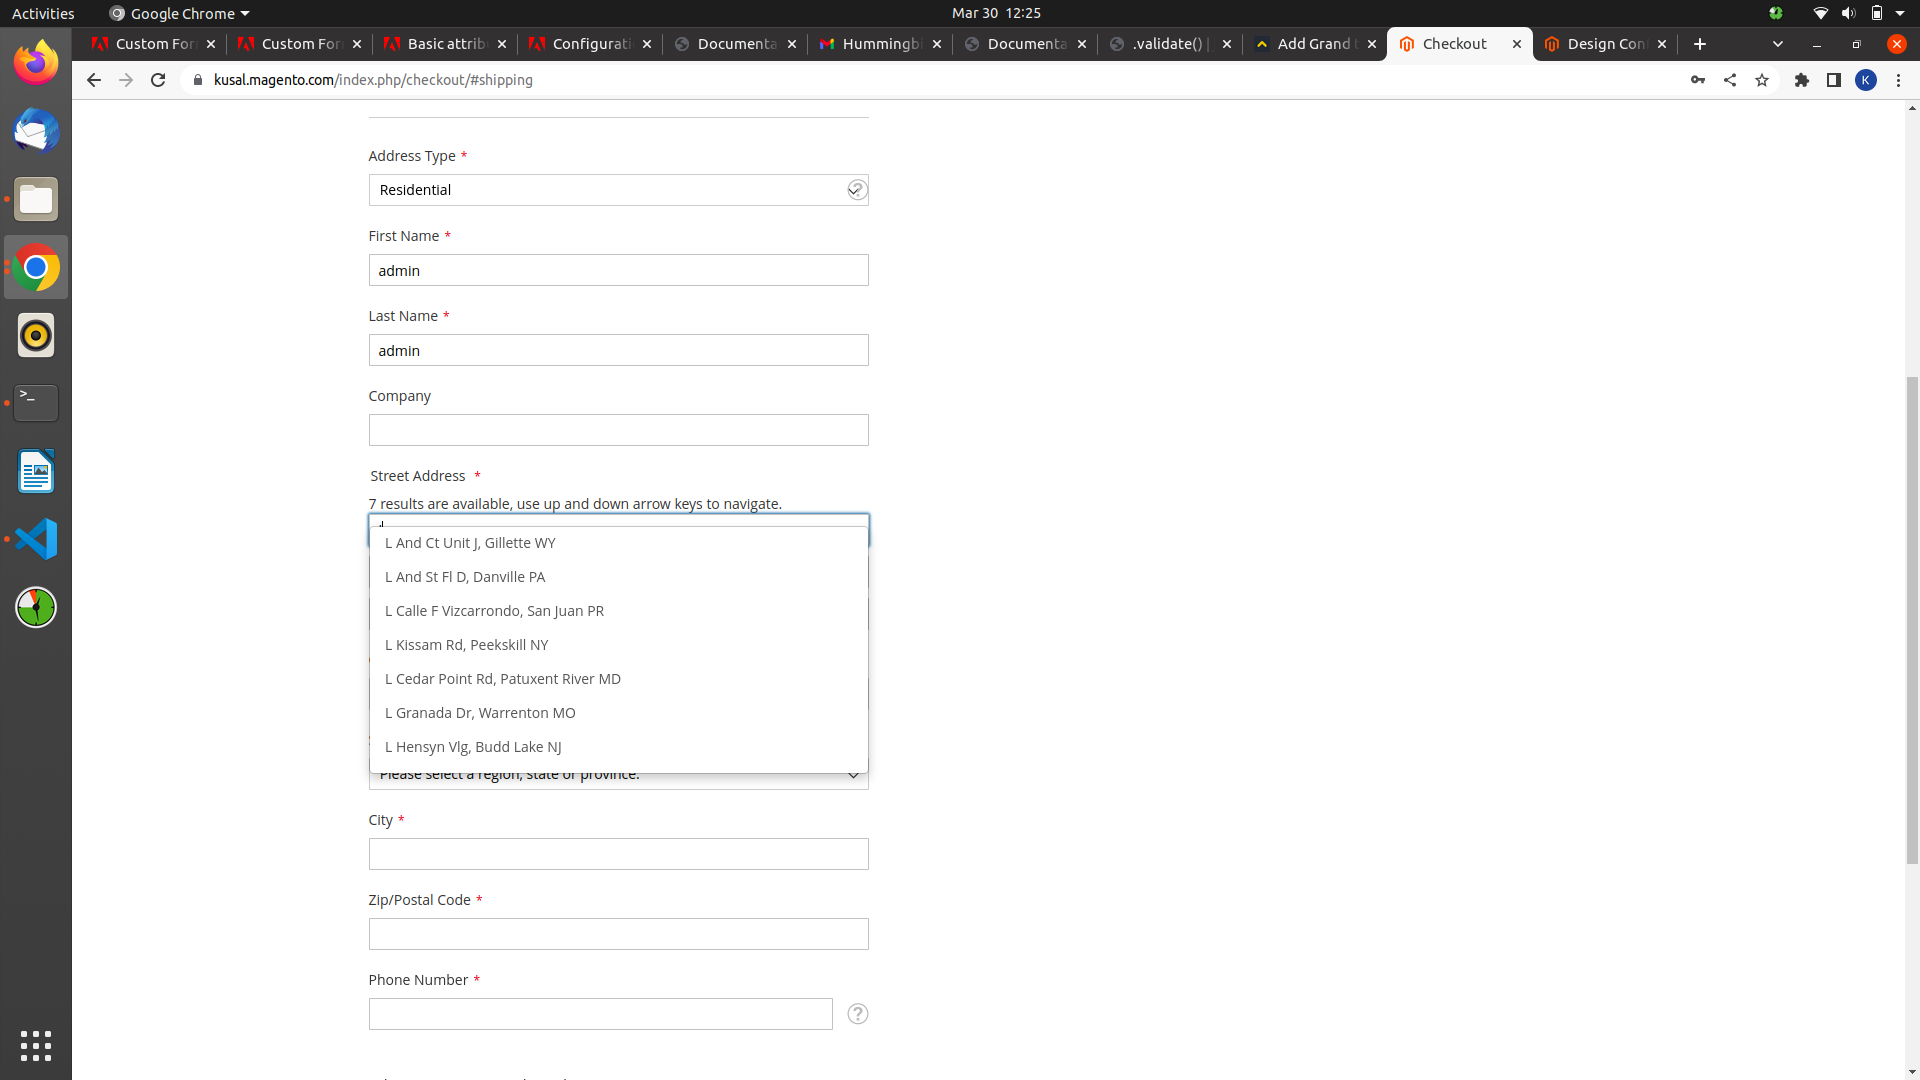 Activities
Google Chrome
Mar 30 12:25
Custom For
Custom For
Basic attrib
Configurati
Documenta
Hummingbi
Documenta
.validate() |
Add Grand t
Checkout
Design Con
kusal.magento.com/index.php/checkout/#shipping
K
Address Type *
Residential
First Name *
admin
Last Name *
admin
Company
Street Address *
7 results are available, use up and down arrow keys to navigate.
L And Ct Unit J, Gillette WY
L And St Fl D, Danville PA
L Calle F Vizcarrondo, San Juan PR
L Kissam Rd, Peekskill NY
L Cedar Point Rd, Patuxent River MD
L Granada Dr, Warrenton MO
L Hensyn Vlg, Budd Lake NJ
Please select a region, state or province.
City *
Zip/Postal Code *
Phone Number *